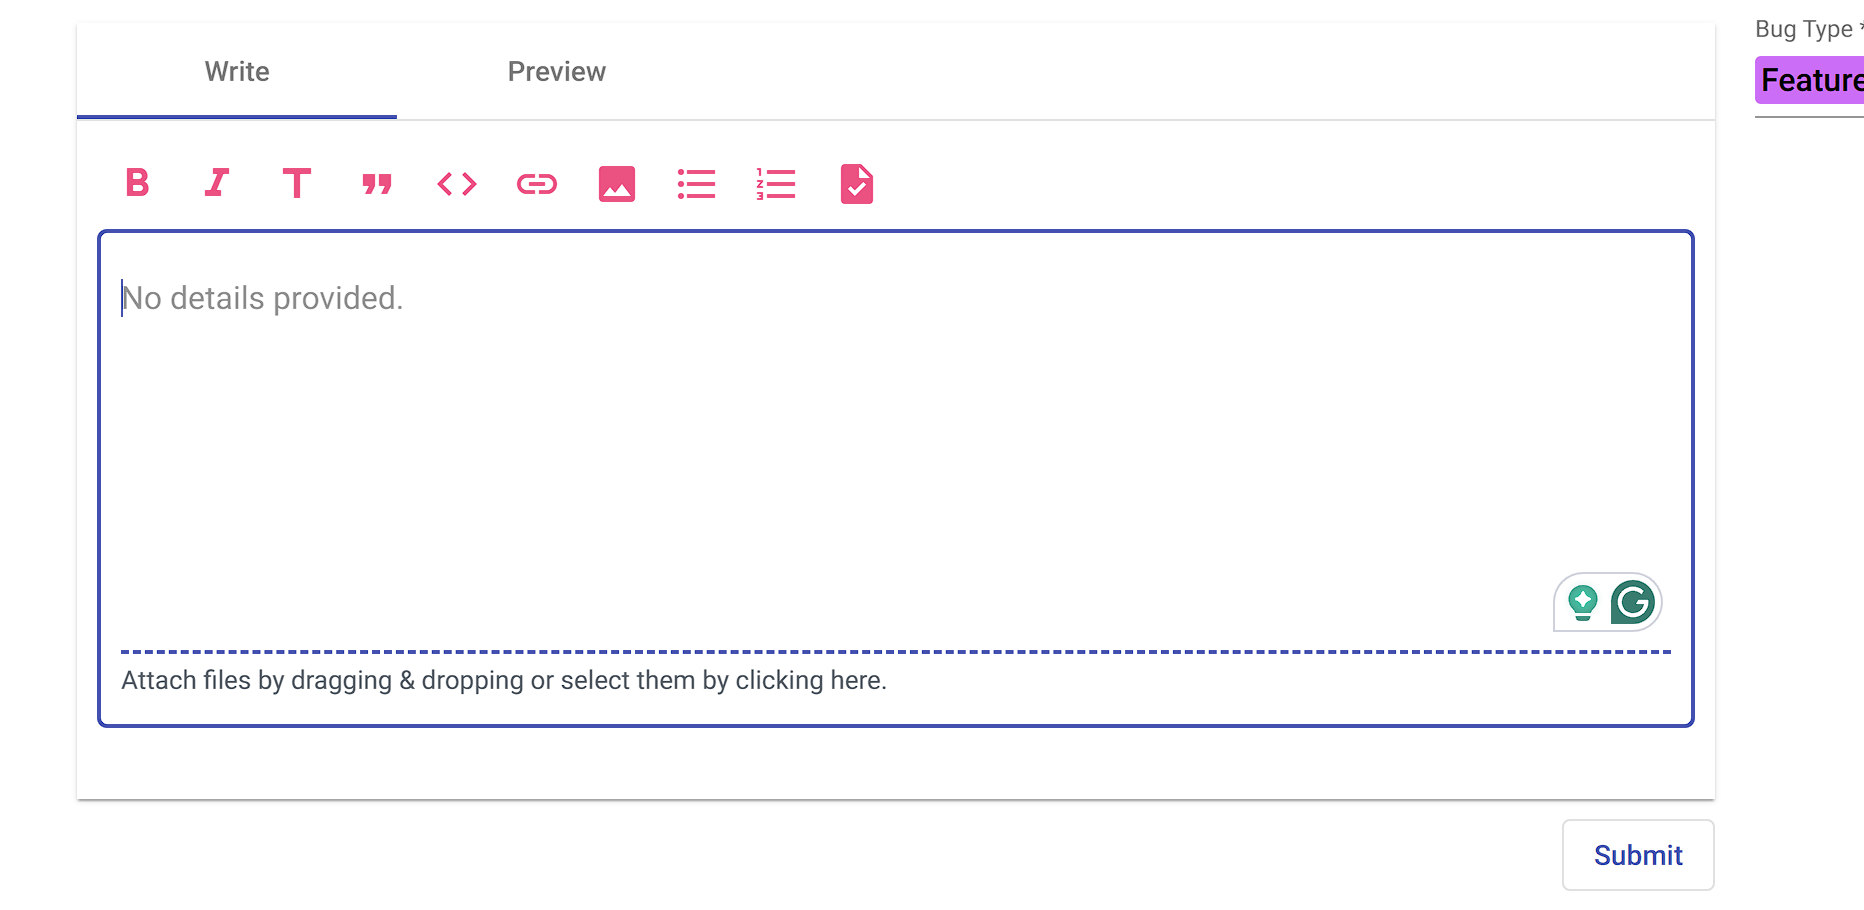 Write Preview
Bug Type *
Feature
No details provided.
Attach files by dragging & dropping or select them by clicking here.
Submit